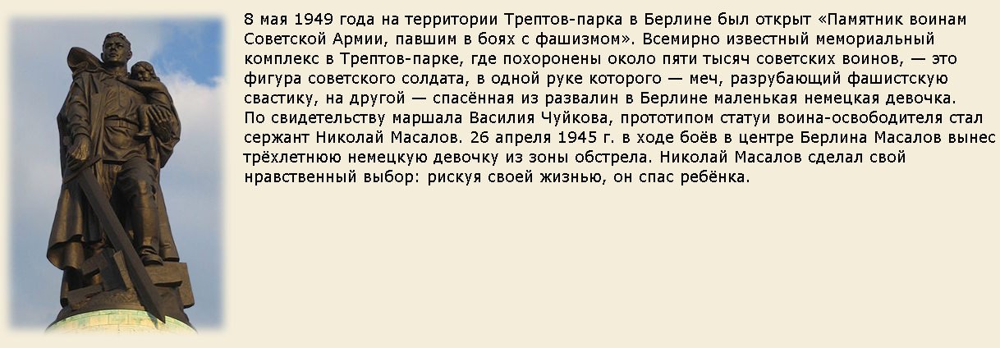 8 мая 1949 года на территории Трептов-парка в Берлине был открыт «Памятник воинам
Советской Армии, павшим в боях с фашизмом». Всемирно известный мемориальный
комплекс в Трептов-парке, где похоронены около пяти тысяч советских воинов, — это
фигура советского солдата, в одной руке которого — меч, разрубающий фашистскую
свастику, на другой — спасённая из развалин в Берлине маленькая немецкая девочка.
По свидетельству маршала Василия Чуйкова, прототипом статуи воина-освободителя стал
сержант Николай Масалов. 26 апреля 1945 г. в ходе боёв в центре Берлина Масалов вынес
трёхлетнюю немецкую девочку из зоны обстрела. Николай Масалов сделал свой
нравственный выбор: рискуя своей жизнью, он спас ребёнка.